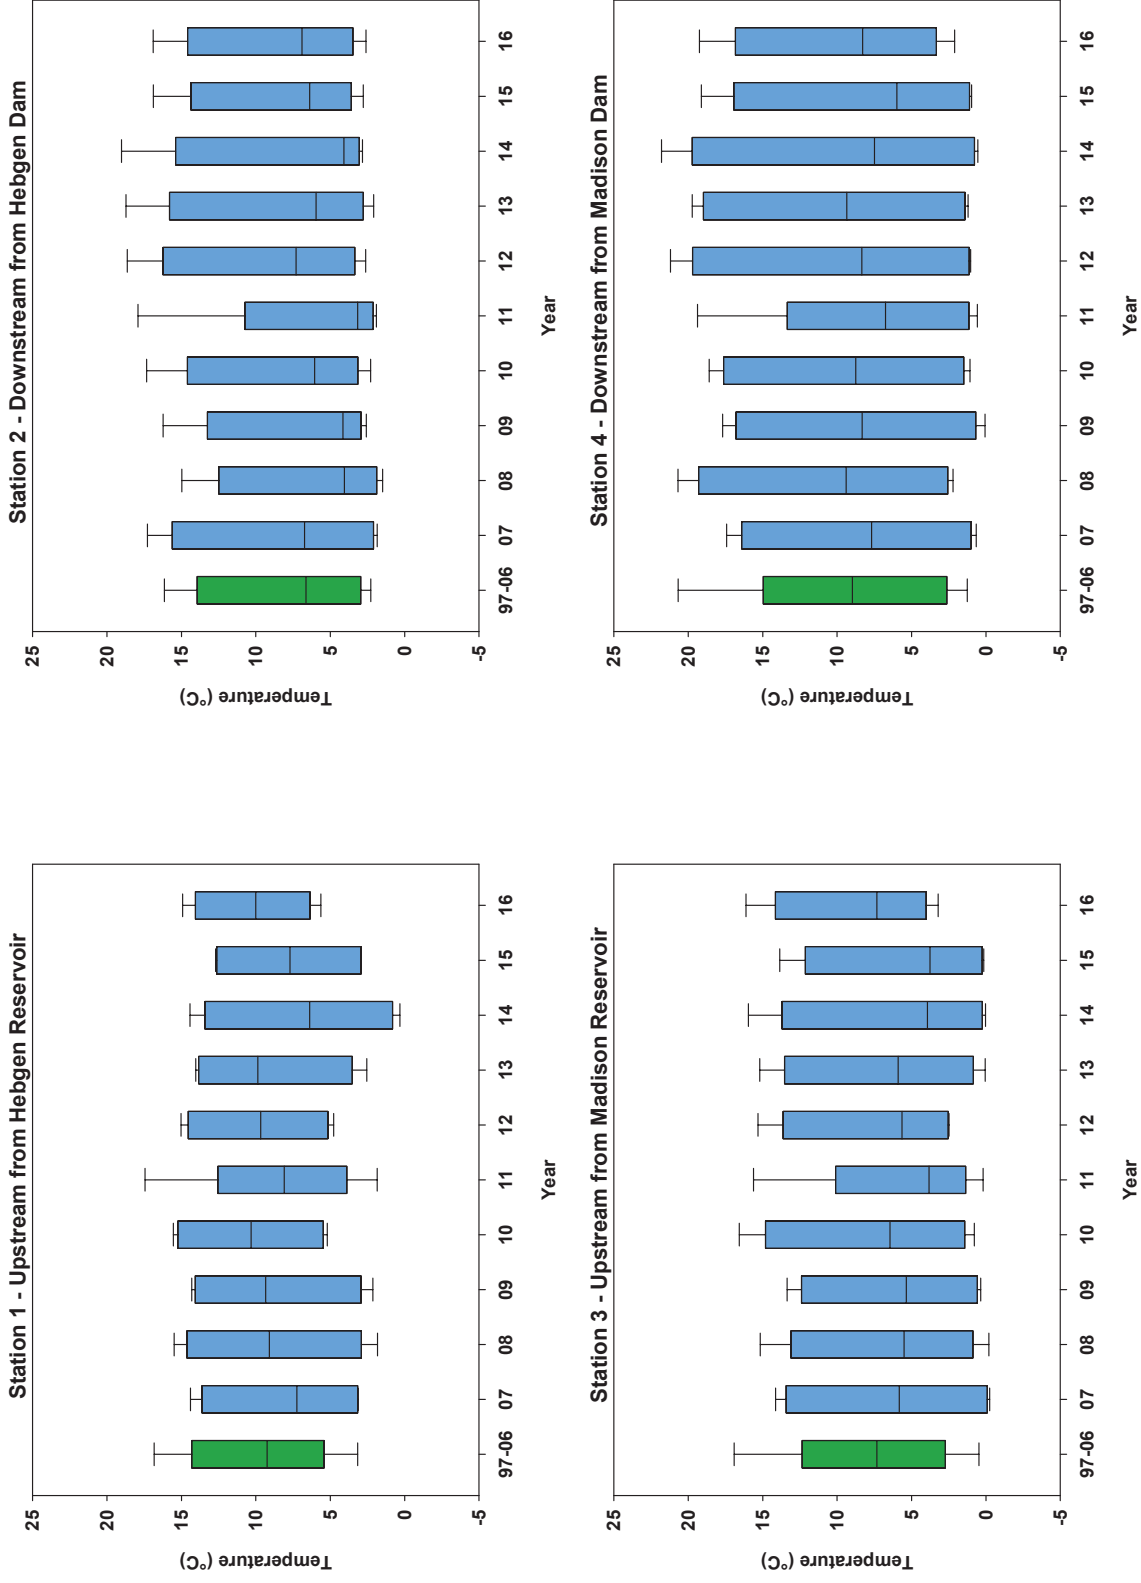 Station 1 - Upstream from Hebgen Reservoir
Temperature (°C)
25
20
15
10
5
0
-5
97-06 07 08 09 10 11 12 13 14 15 16
Year
Station 2 - Downstream from Hebgen Dam
Temperature (°C)
25
20
15
10
5
0
-5
97-06 07 08 09 10 11 12 13 14 15 16
Year
Station 3 - Upstream from Madison Reservoir
Temperature (°C)
25
20
15
10
5
0
-5
97-06 07 08 09 10 11 12 13 14 15 16
Year
Station 4 - Downstream from Madison Dam
Temperature (°C)
25
20
15
10
5
0
-5
97-06 07 08 09 10 11 12 13 14 15 16
Year